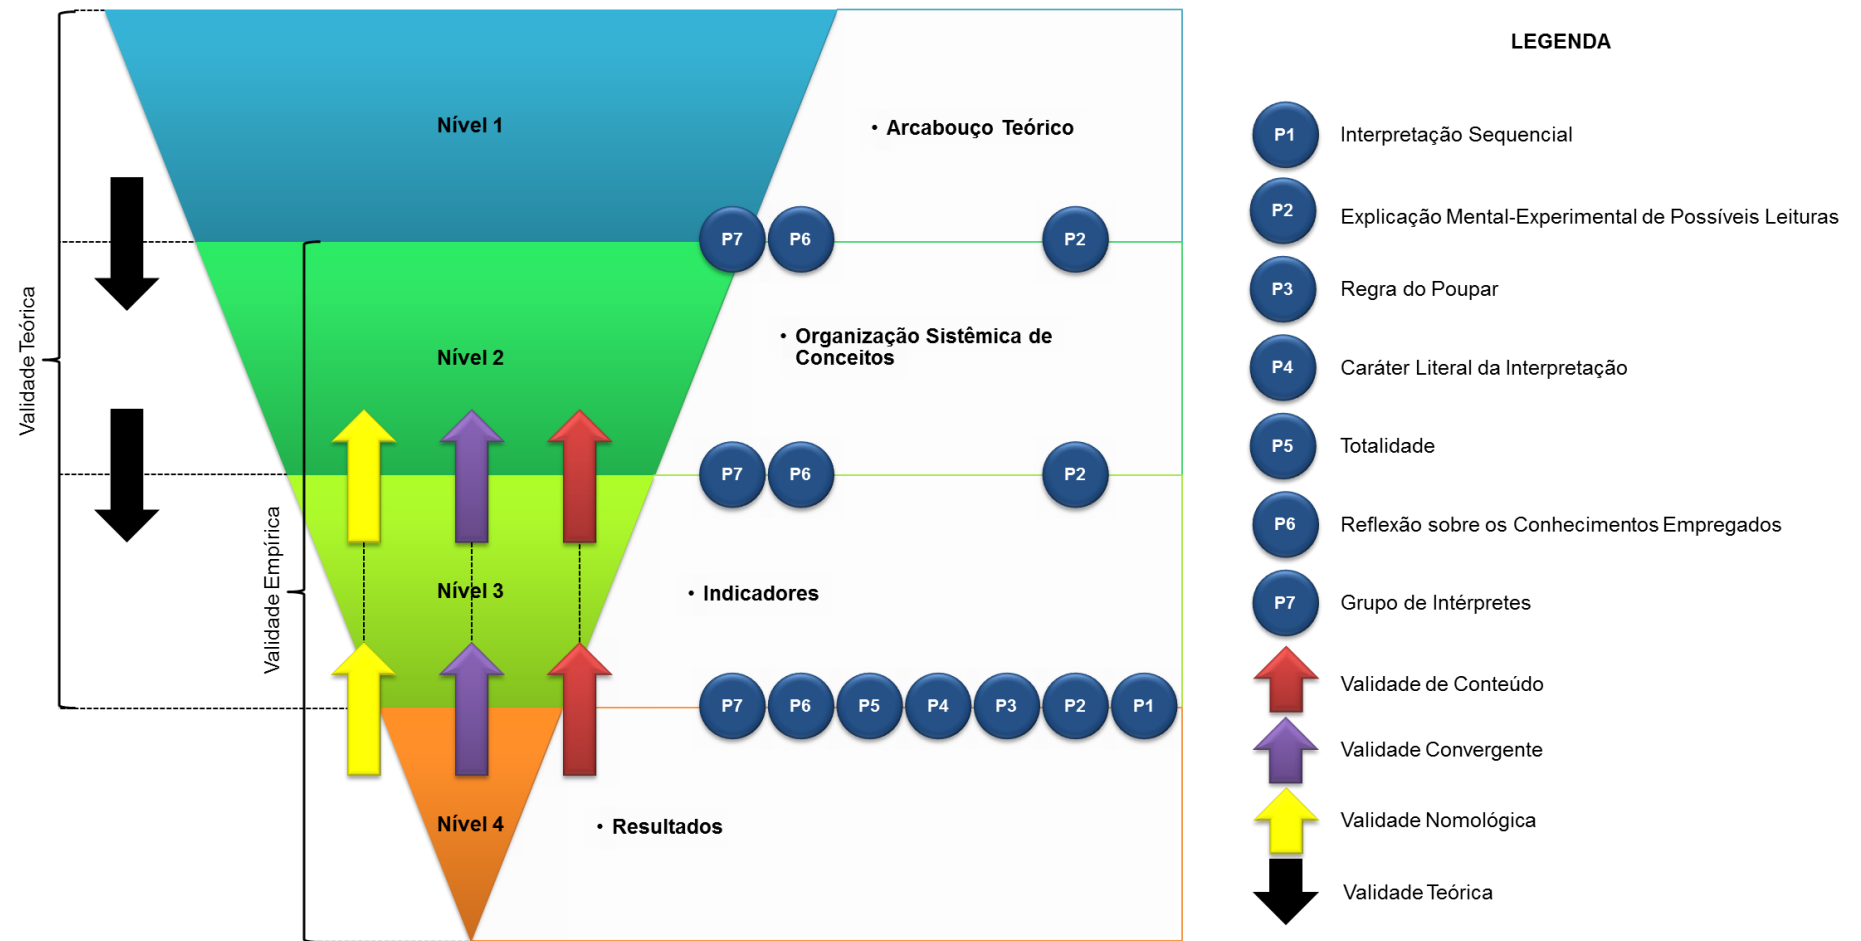 LEGENDA
Nível 1
• Arcabouço Teórico
P1 Interpretação Sequencial
P2 Explicação Mental-Experimental de Possíveis Leituras
P7 P6 P2
P3 Regra do Poupar
Validade Teórica
Nível 2
• Organização Sistêmica de
Conceitos
P4 Caráter Literal da Interpretação
P5 Totalidade
P7 P6 P2
P6 Reflexão sobre os Conhecimentos Empregados
Validade Empírica
Nível 3
• Indicadores
P7 Grupo de Intérpretes
Validade de Conteúdo
P7 P6 P5 P4 P3 P2 P1
Validade Convergente
Nível 4
• Resultados
Validade Nomológica
Validade Teórica